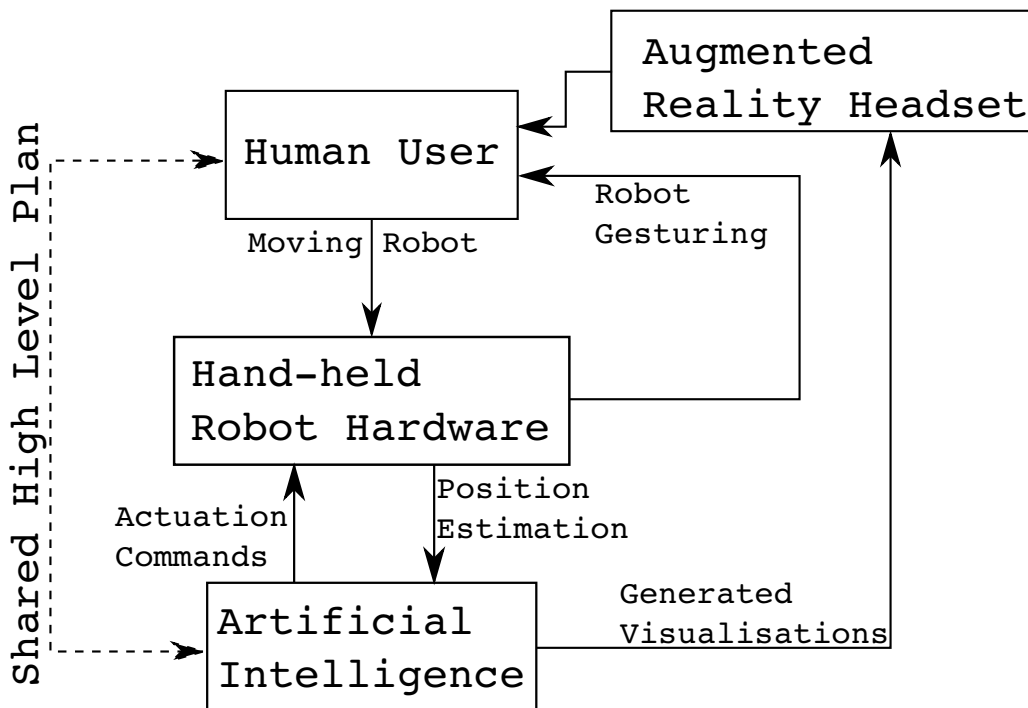 Augmented
Reality Headset
Human User
Robot
Gesturing
Moving Robot
Shared High Level Plan
Hand-held
Robot Hardware
Actuation
Commands
Position
Estimation
Generated
Visualisations
Artificial
Intelligence